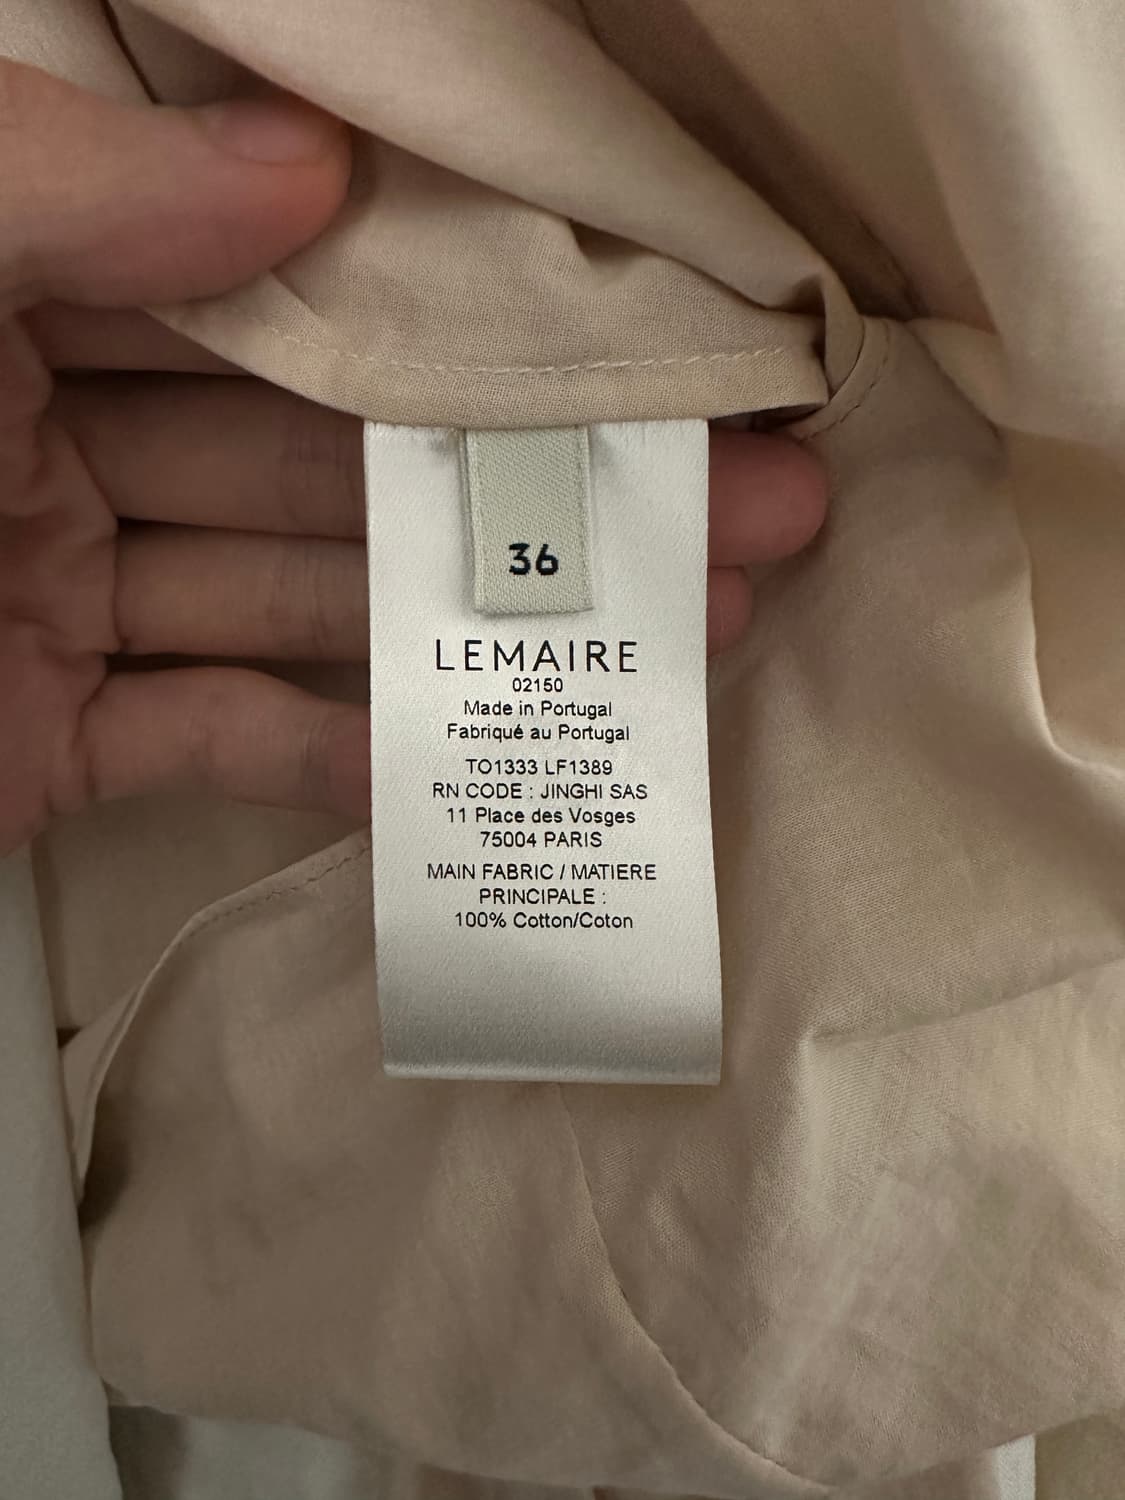 36
LEMAIRE
02150
Made in Portugal
Fabriqué au Portugal
TO1333 LF1389
RN CODE : JINGHI SAS
11 Place des Vosges
75004 PARIS
MAIN FABRIC / MATIERE
PRINCIPALE :
100% Cotton/Coton